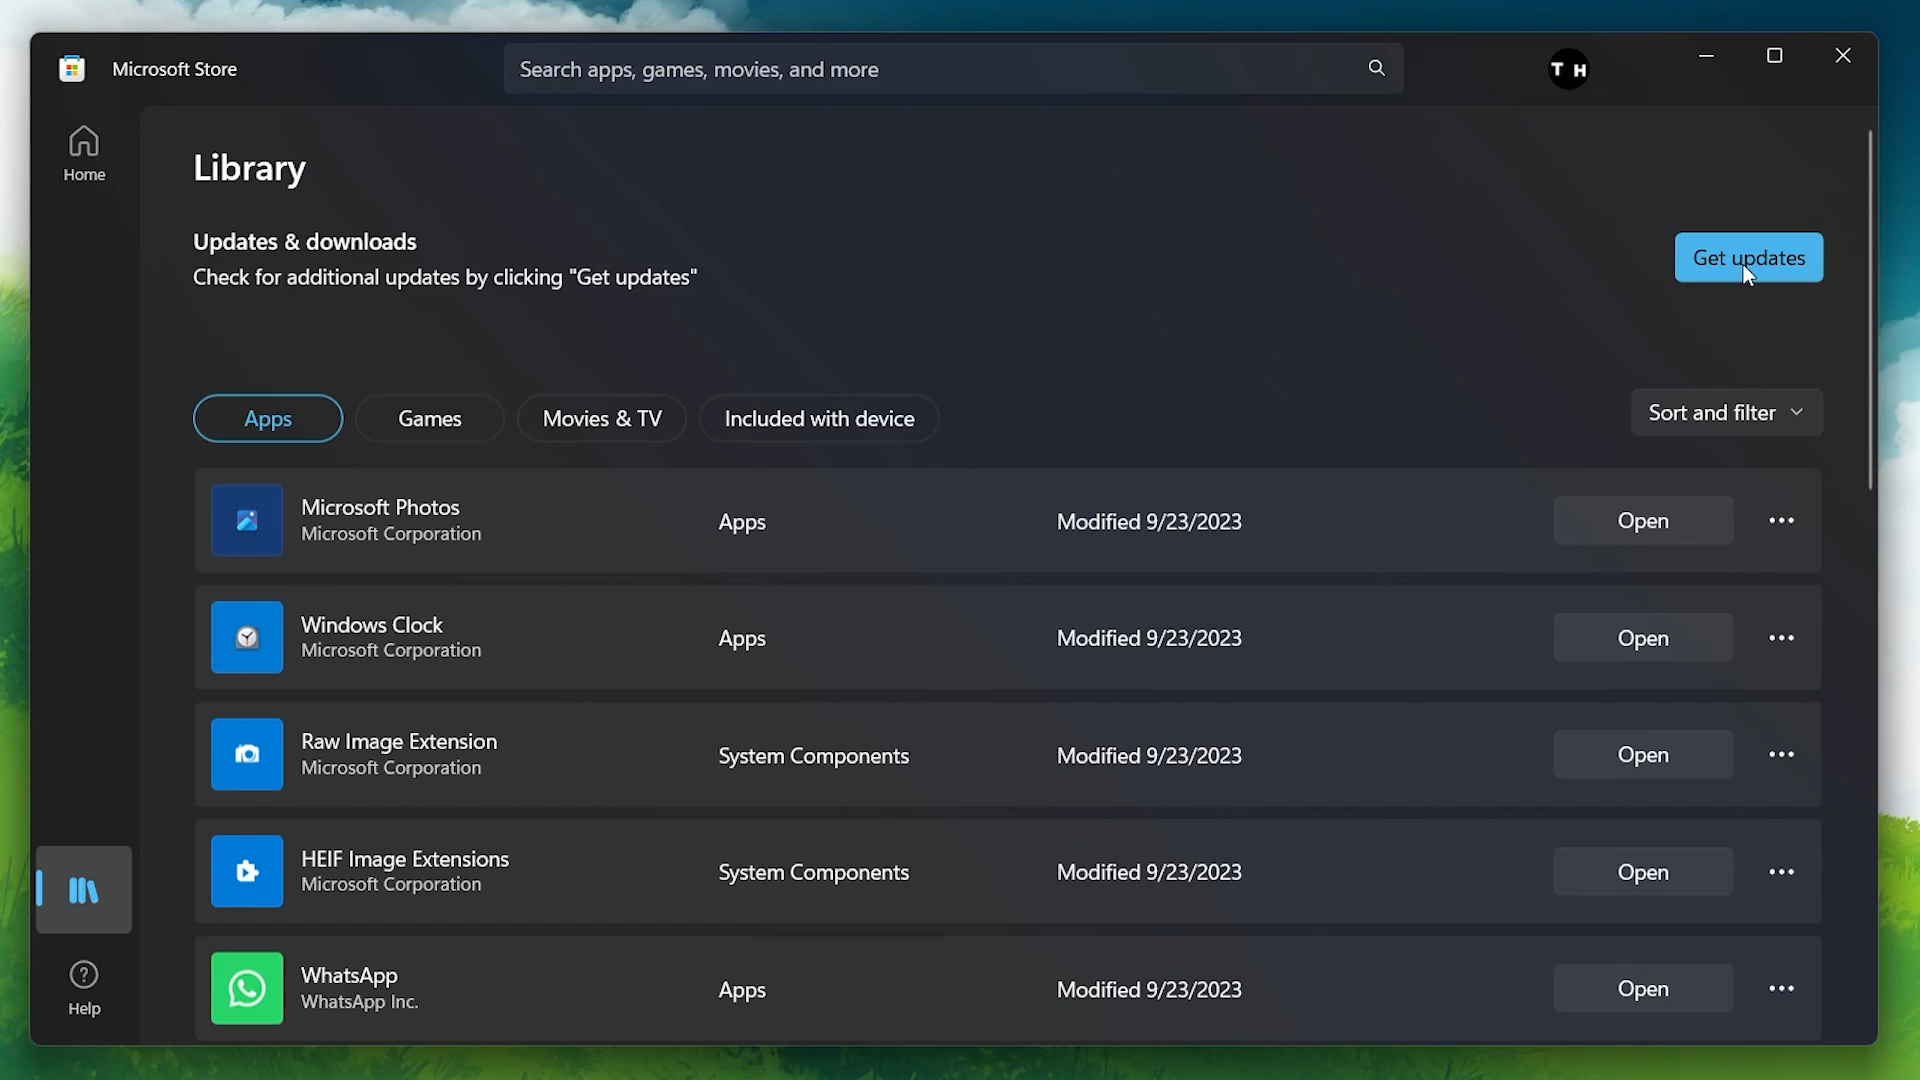 Microsoft Store
Search apps, games, movies, and more
T H
Home
Library
Updates & downloads
Check for additional updates by clicking "Get updates"
Get updates
Apps
Games
Movies & TV
Included with device
Sort and filter
Microsoft Photos
Microsoft Corporation
Apps
Modified 9/23/2023
Open
Windows Clock
Microsoft Corporation
Apps
Modified 9/23/2023
Open
Raw Image Extension
Microsoft Corporation
System Components
Modified 9/23/2023
Open
HEIF Image Extensions
Microsoft Corporation
System Components
Modified 9/23/2023
Open
WhatsApp
WhatsApp Inc.
Apps
Modified 9/23/2023
Open
Help